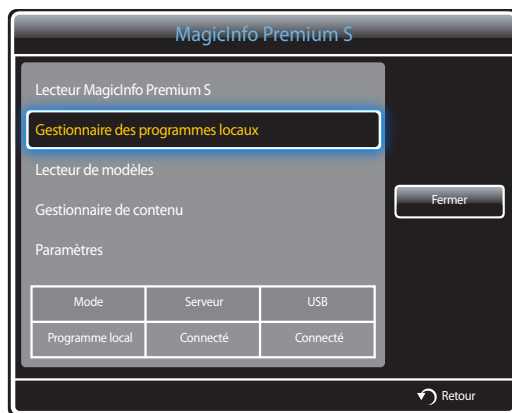 MagicInfo Premium S
Lecteur MagicInfo Premium S
Gestionnaire des programmes locaux
Lecteur de modèles
Gestionnaire de contenu
Paramètres
Fermer
Mode Serveur USB
Programme local Connecté Connecté
Retour